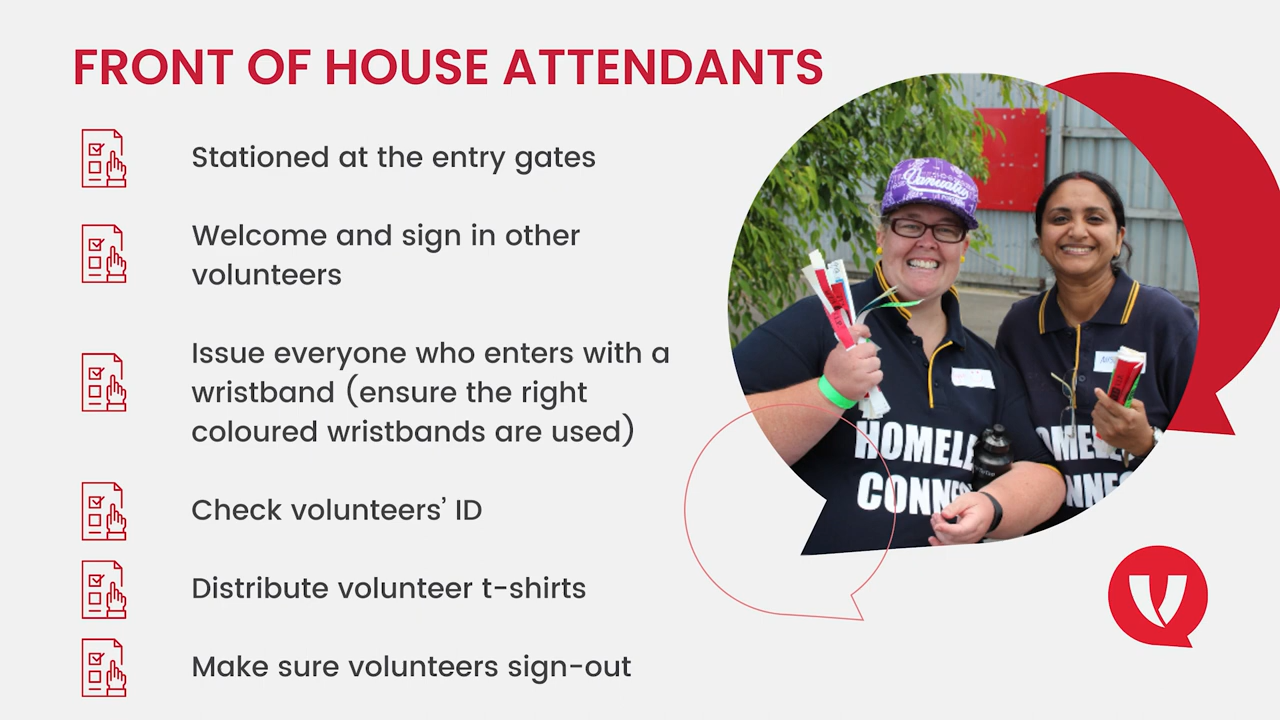 FRONT OF HOUSE ATTENDANTS
Stationed at the entry gates
Welcome and sign in other
volunteers
Issue everyone who enters with a
wristband (ensure the right
coloured wristbands are used)
Check volunteers’ ID
Distribute volunteer t-shirts
Make sure volunteers sign-out